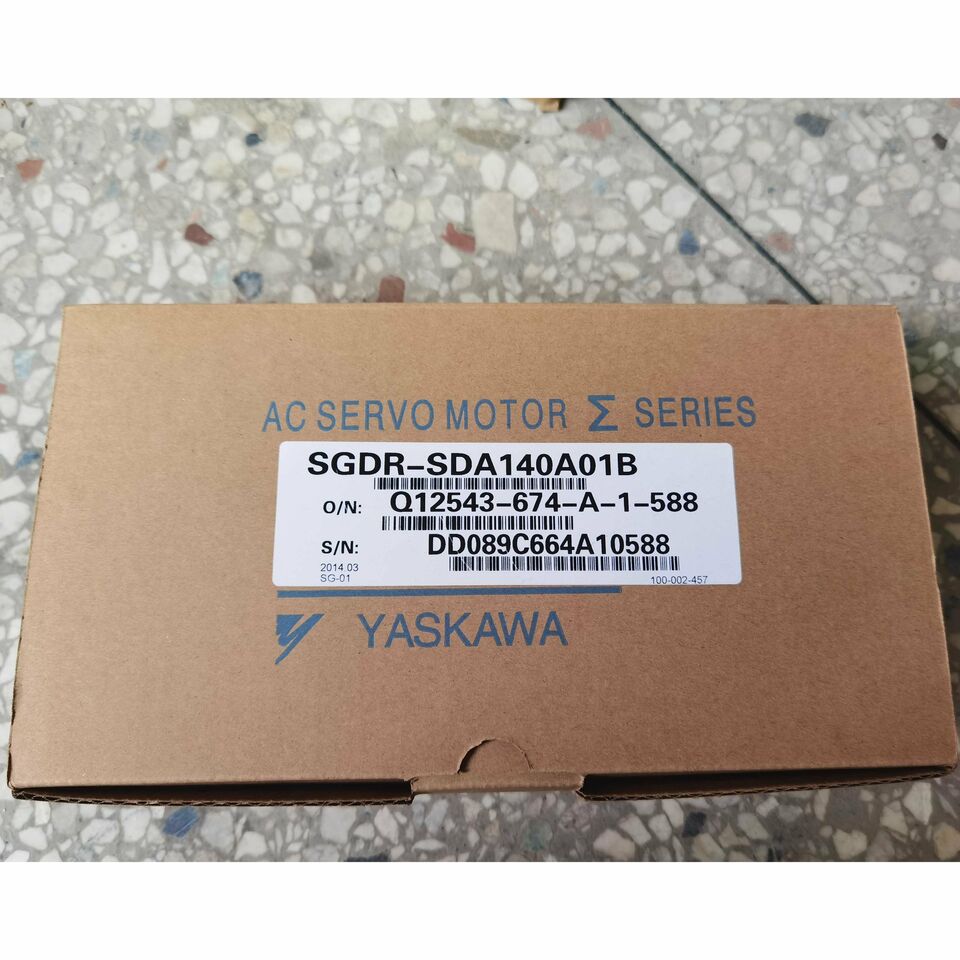 AC SERVO MOTOR Σ SERIES
SGDR-SDA140A01B
O/N: Q12543-674-A-1-588
S/N: DD089C664A10588
2014.03
SG-01 100-002-457
YASKAWA